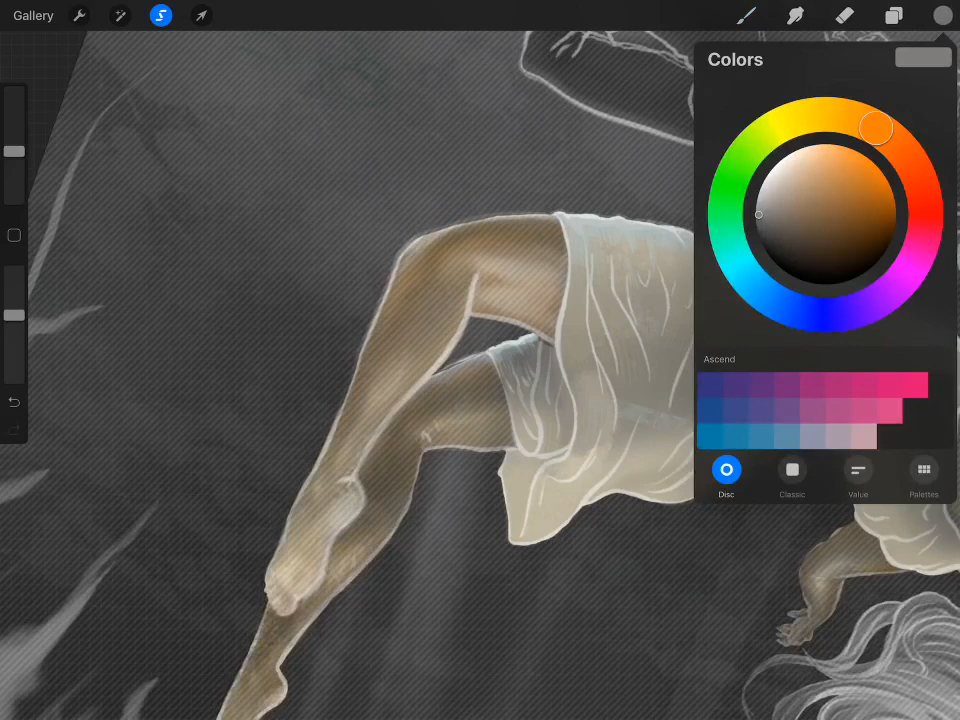 Gallery
Colors
Ascend
Disc
Classic
Value
Palettes